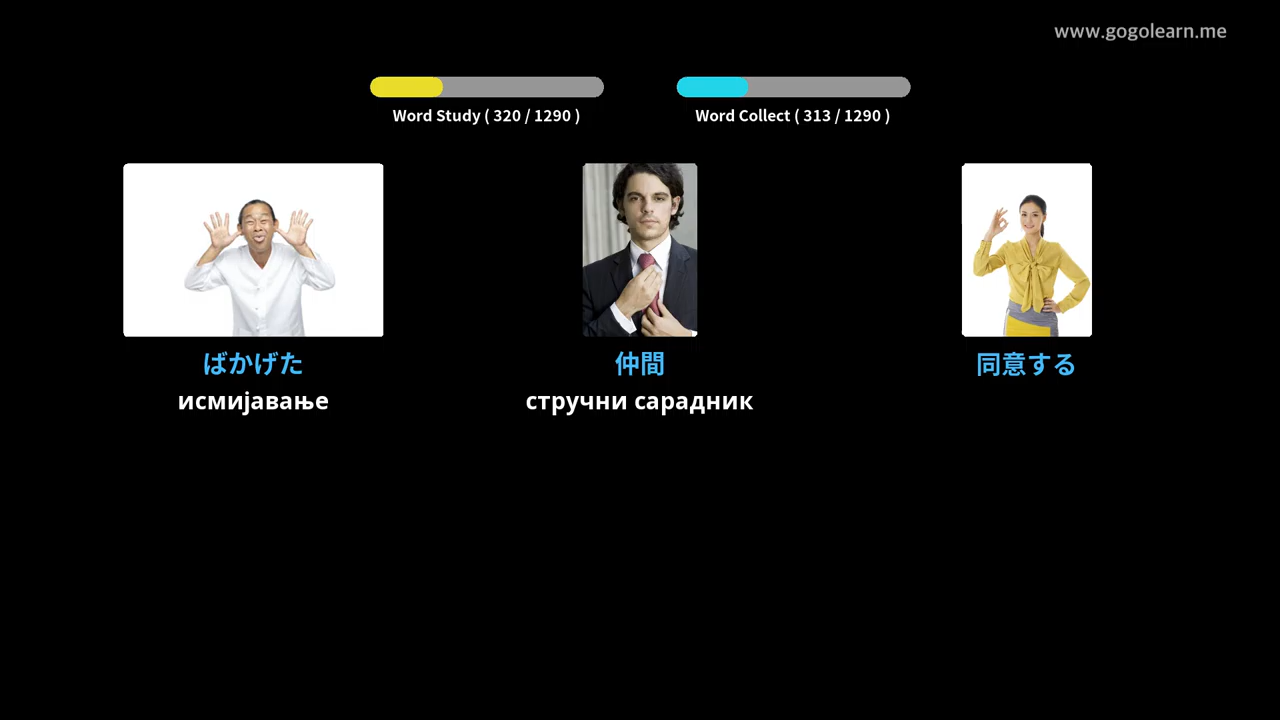 www.gogolearn.me
Word Study ( 320 / 1290 )
Word Collect ( 313 / 1290 )
ばかげた
仲間
同意する
исмијавање
стручни сарадник